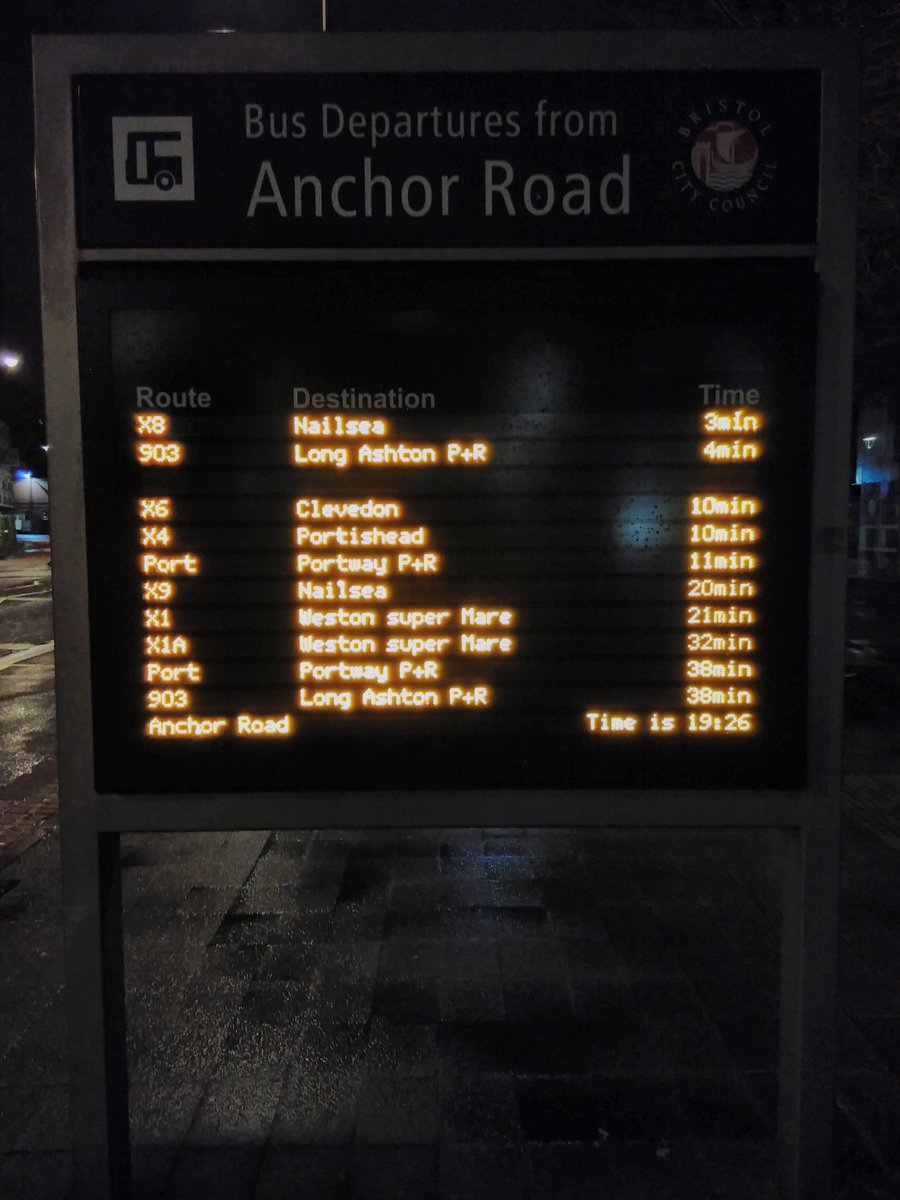 Bus Departures from
Anchor Road
BRISTOL CITY COUNCIL
Route Destination Time
X8 Nailsea 3min
903 Long Ashton P+R 4min
X6 Clevedon 10min
X4 Portishead 10min
Port Portway P+R 11min
X9 Nailsea 20min
X1 Weston super Mare 21min
X1A Weston super Mare 32min
Port Portway P+R 38min
903 Long Ashton P+R 38min
Anchor Road Time is 19:26